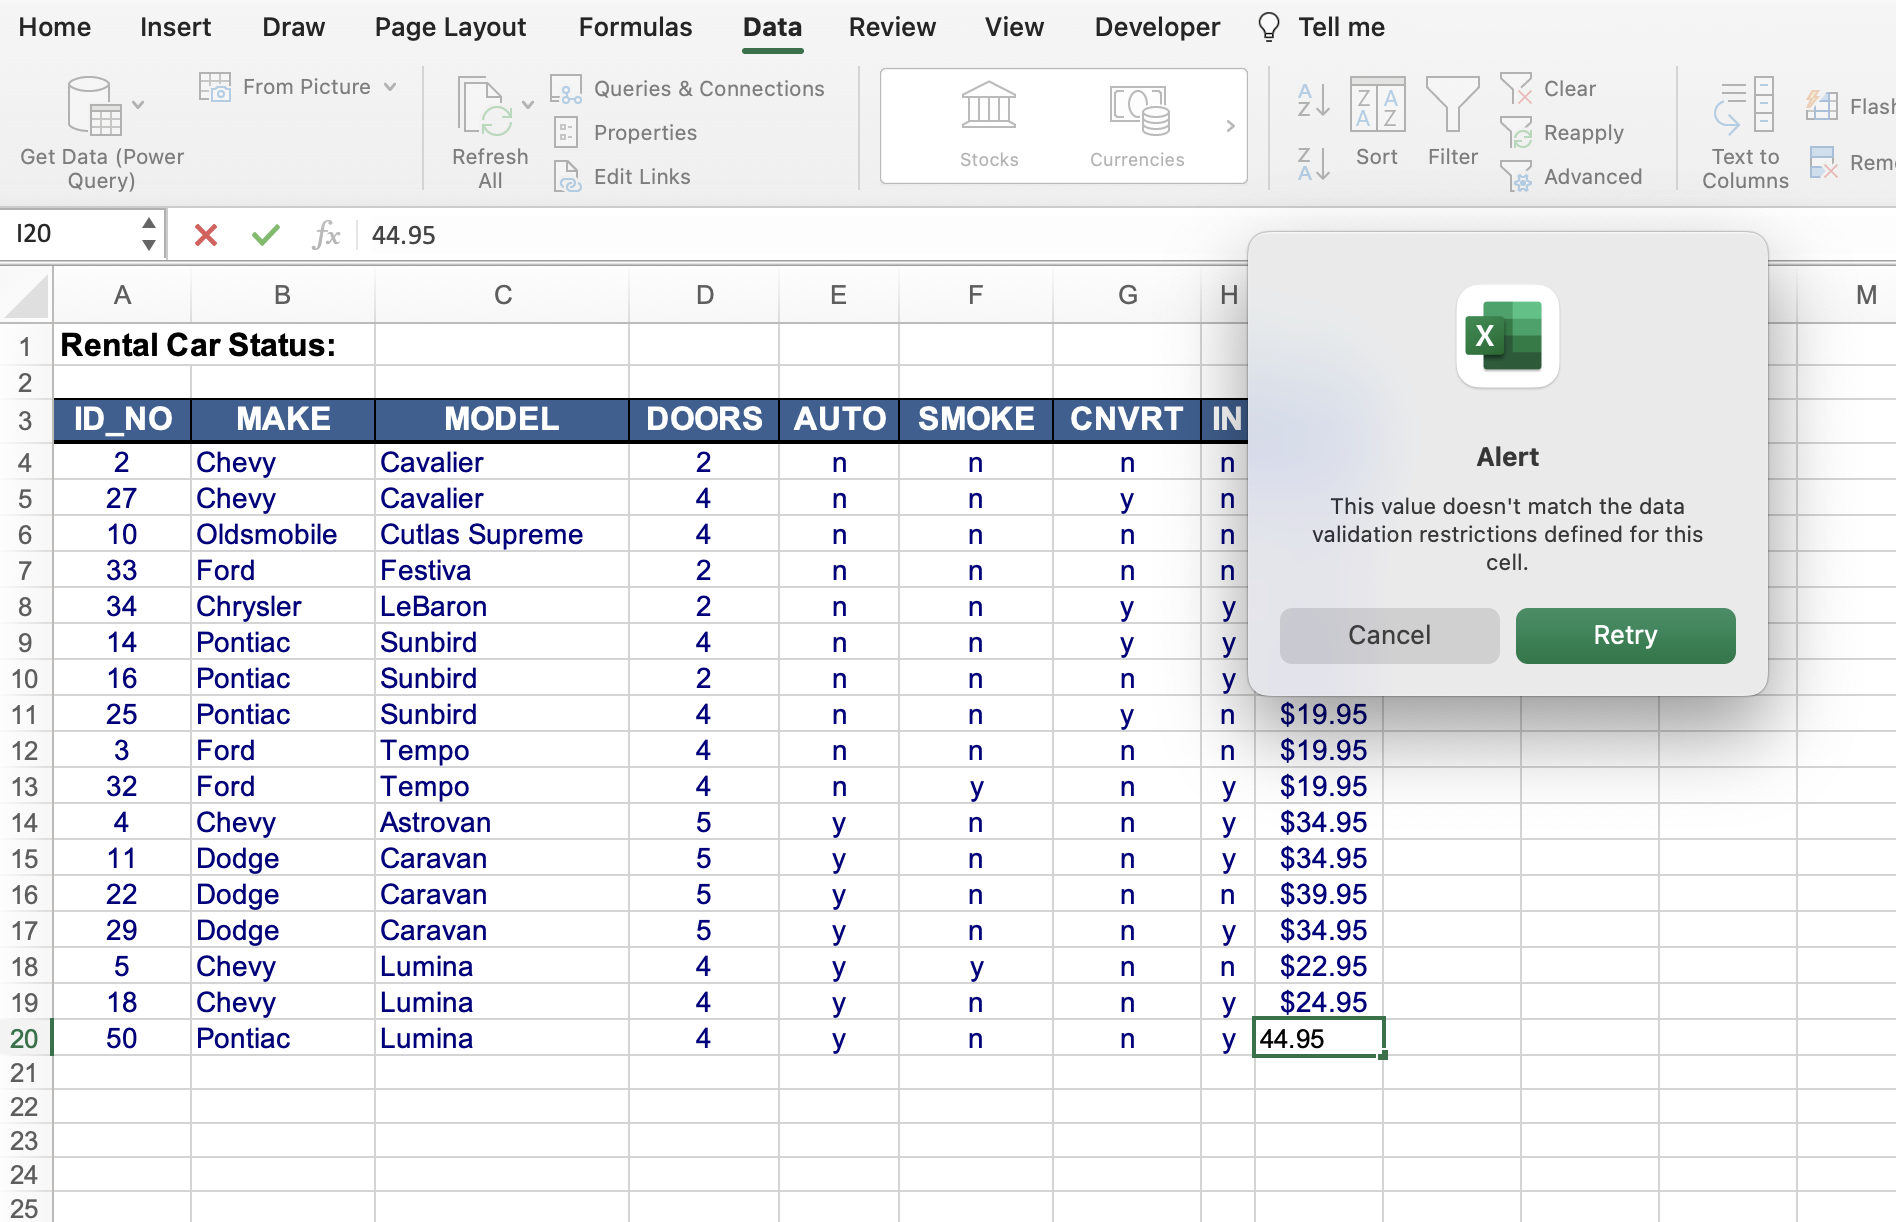 Home Insert Draw Page Layout Formulas Data Review View Developer Tell me
Get Data (Power Query)
From Picture
Refresh All
Queries & Connections
Properties
Edit Links
Stocks Currencies
A Z
Z A
Z A A Z
Sort Filter
Clear
Reapply
Advanced
Text to Columns
Flash
Rem
I20 fx 44.95
A B C D E F G H M
1 Rental Car Status:
2
3 ID_NO MAKE MODEL DOORS AUTO SMOKE CNVRT IN
4 2 Chevy Cavalier 2 n n n n
5 27 Chevy Cavalier 4 n n y n
6 10 Oldsmobile Cutlas Supreme 4 n n n n
7 33 Ford Festiva 2 n n n n
8 34 Chrysler LeBaron 2 n n y y
9 14 Pontiac Sunbird 4 n n y y
10 16 Pontiac Sunbird 2 n n n y
11 25 Pontiac Sunbird 4 n n y n $19.95
12 3 Ford Tempo 4 n n n n $19.95
13 32 Ford Tempo 4 n y n y $19.95
14 4 Chevy Astrovan 5 y n n y $34.95
15 11 Dodge Caravan 5 y n n y $34.95
16 22 Dodge Caravan 5 y n n n $39.95
17 29 Dodge Caravan 5 y n n y $34.95
18 5 Chevy Lumina 4 y y n n $22.95
19 18 Chevy Lumina 4 y n n y $24.95
20 50 Pontiac Lumina 4 y n n y 44.95
21
22
23
24
25
X
Alert
This value doesn't match the data
validation restrictions defined for this
cell.
Cancel Retry